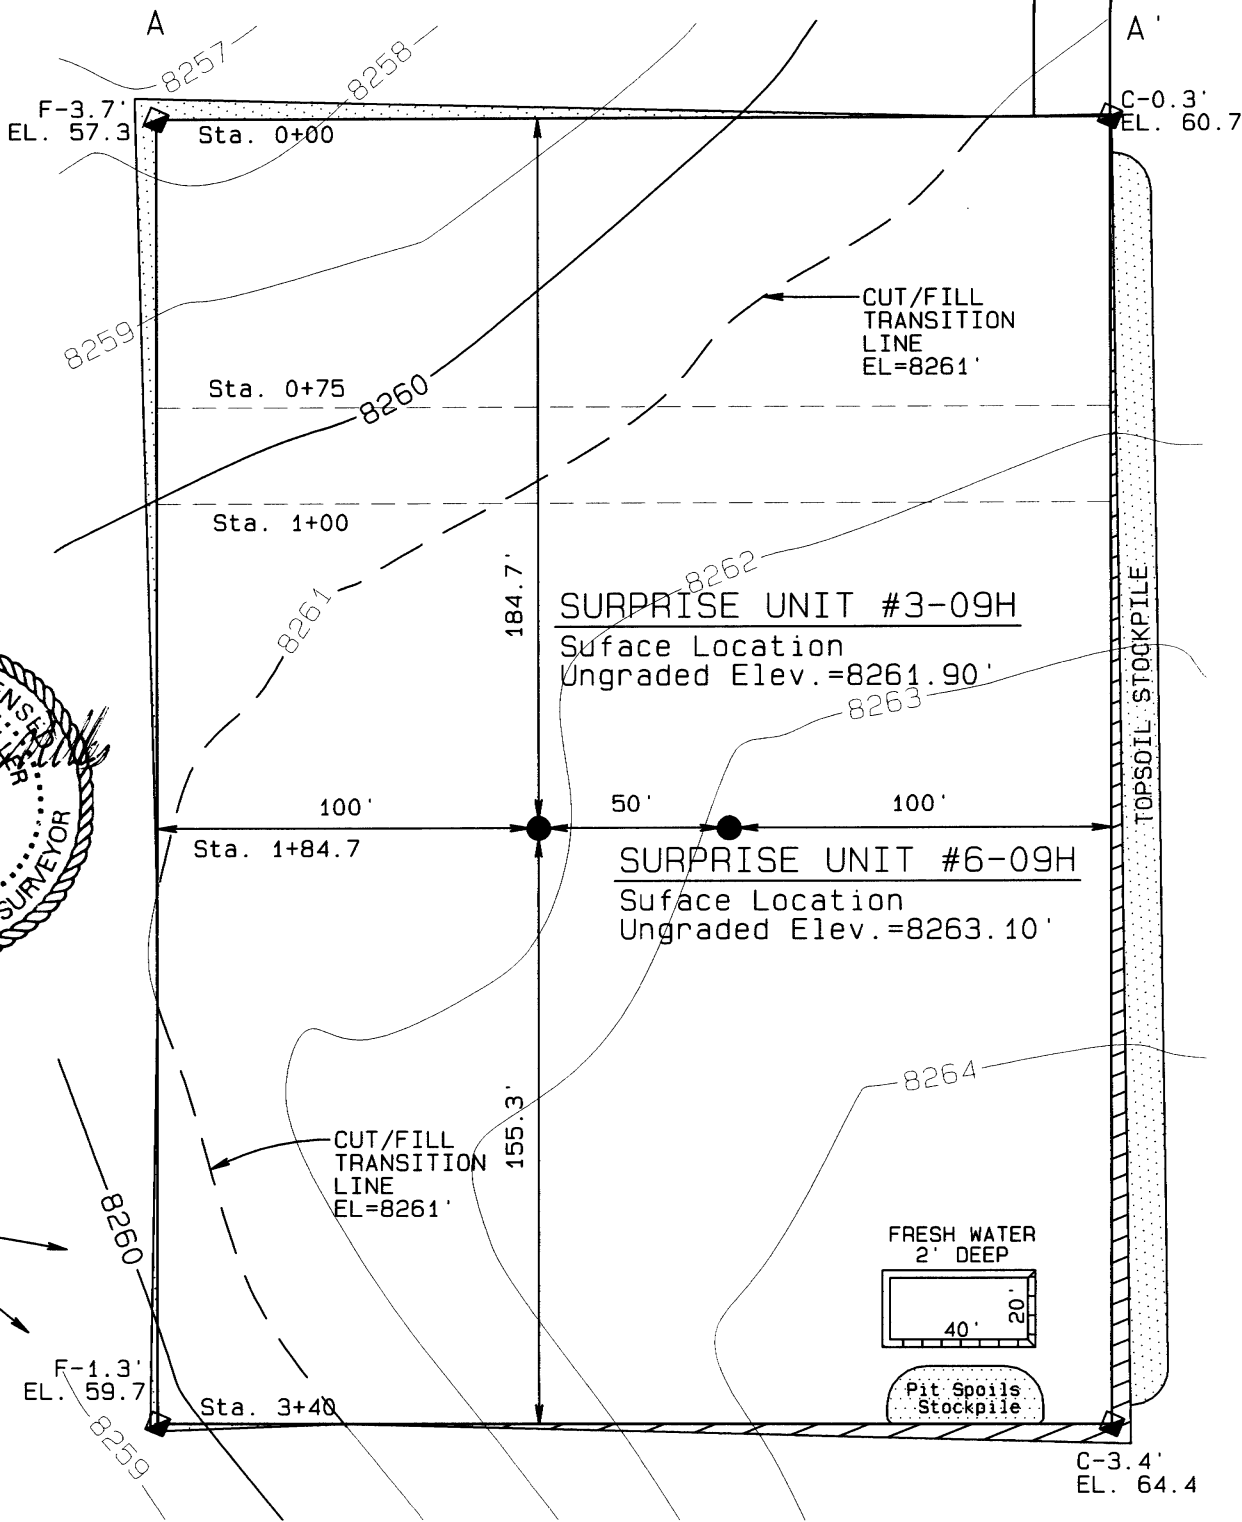 A
A'
8257
8258
F-3.7'
EL. 57.3
C-0.3'
EL. 60.7
Sta. 0+00
CUT/FILL
TRANSITION
LINE
EL=8261'
8259
Sta. 0+75
8260
Sta. 1+00
8262
8261
184.7'
SURPRISE UNIT #3-09H
Suface Location
Ungraded Elev.=8261.90'
8263
TOPSOIL STOCKPILE
SURVEYOR
100'
50'
100'
Sta. 1+84.7
SURPRISE UNIT #6-09H
Suface Location
Ungraded Elev.=8263.10'
8264
155.3'
CUT/FILL
TRANSITION
LINE
EL=8261'
8260
FRESH WATER
2' DEEP
20'
40'
F-1.3'
EL. 59.7
Pit Spoils
Stockpile
Sta. 3+40
8259
C-3.4'
EL. 64.4